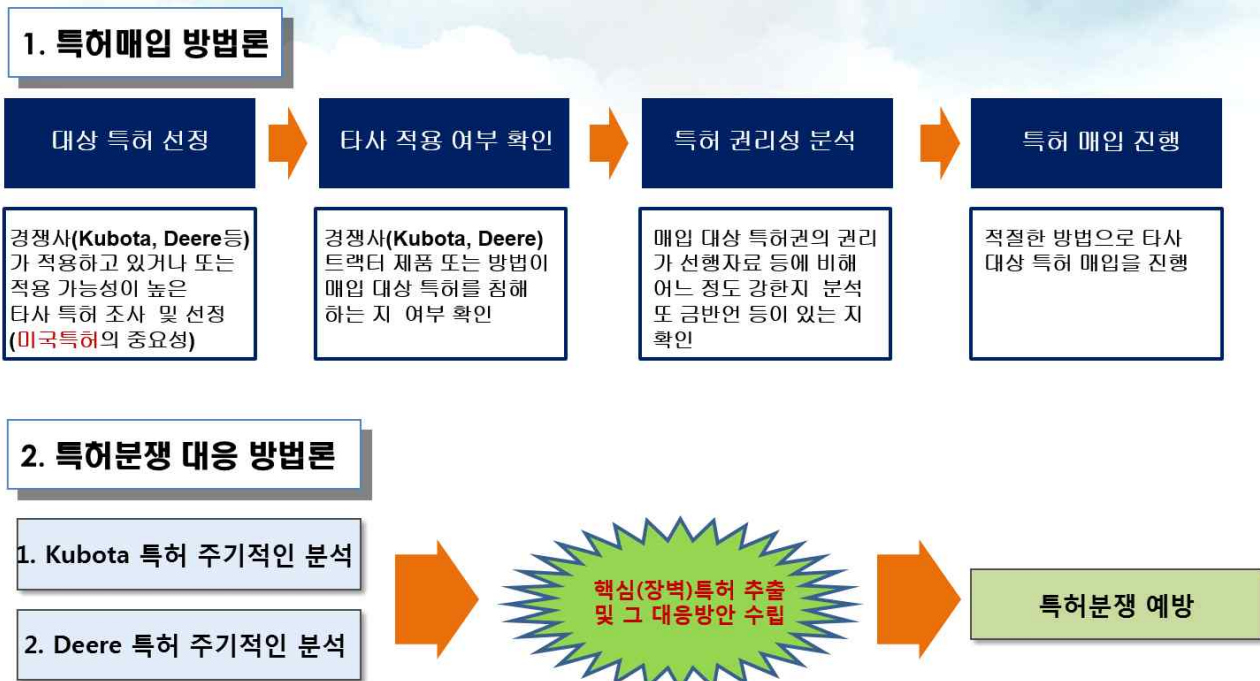 1. 특허매입 방법론
대상 특허 선정
타사 적용 여부 확인
특허 권리성 분석
특허 매입 진행
경쟁사(Kubota, Deere등)
가 적용하고 있거나 또는
적용 가능성이 높은
타사 특허 조사 및 선정
(미국특허의 중요성)
경쟁사(Kubota, Deere)
트랙터 제품 또는 방법이
매입 대상 특허를 침해
하는 지 여부 확인
매입 대상 특허권의 권리
가 선행자료 등에 비해
어느 정도 강한지 분석
또 금반언 등이 있는 지
확인
적절한 방법으로 타사
대상 특허 매입을 진행
2. 특허분쟁 대응 방법론
1. Kubota 특허 주기적인 분석
2. Deere 특허 주기적인 분석
핵심(장벽)특허 추출
및 그 대응방안 수립
특허분쟁 예방